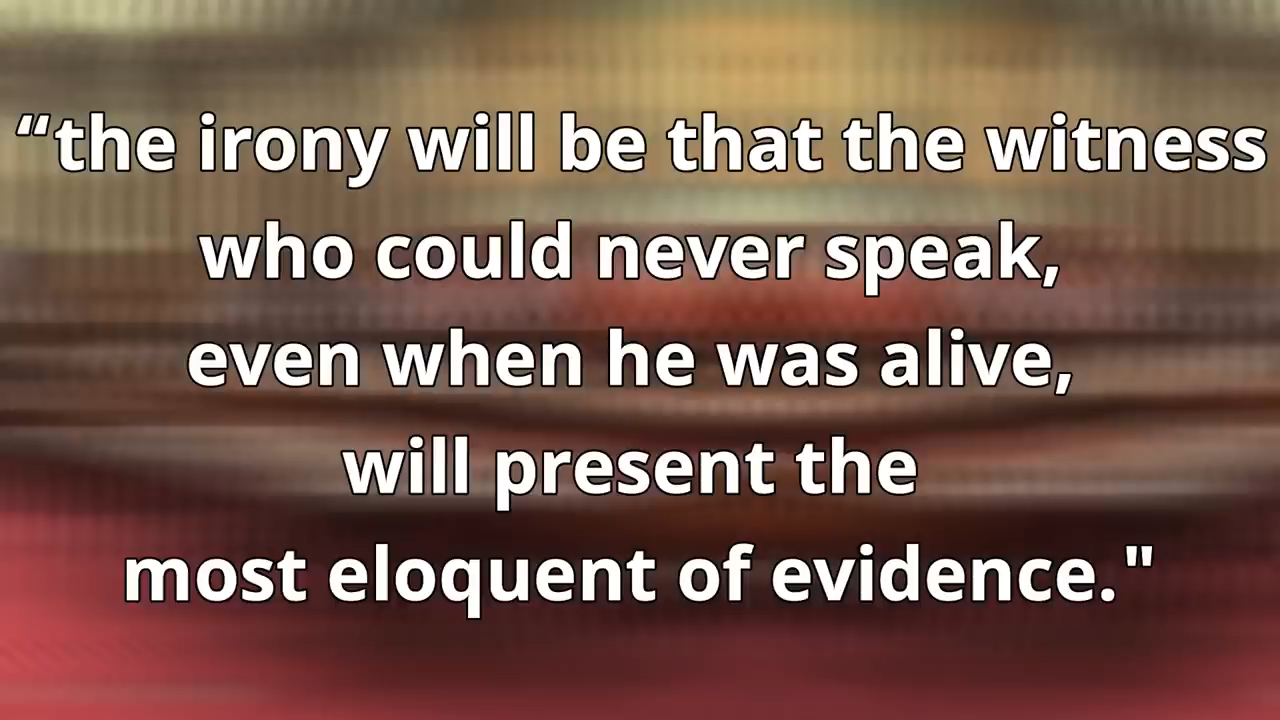 “the irony will be that the witness
who could never speak,
even when he was alive,
will present the
most eloquent of evidence."